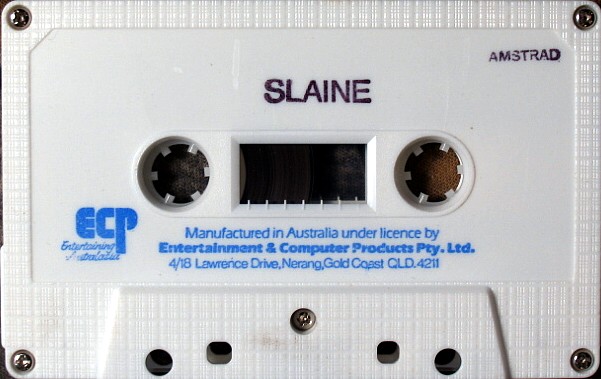 AMSTRAD
SLAINE
ECP
Entertaining
Australasia
Manufactured in Australia under licence by
Entertainment & Computer Products Pty. Ltd.
4/18 Lawrence Drive,Nerang,Gold Coast QLD. 4211